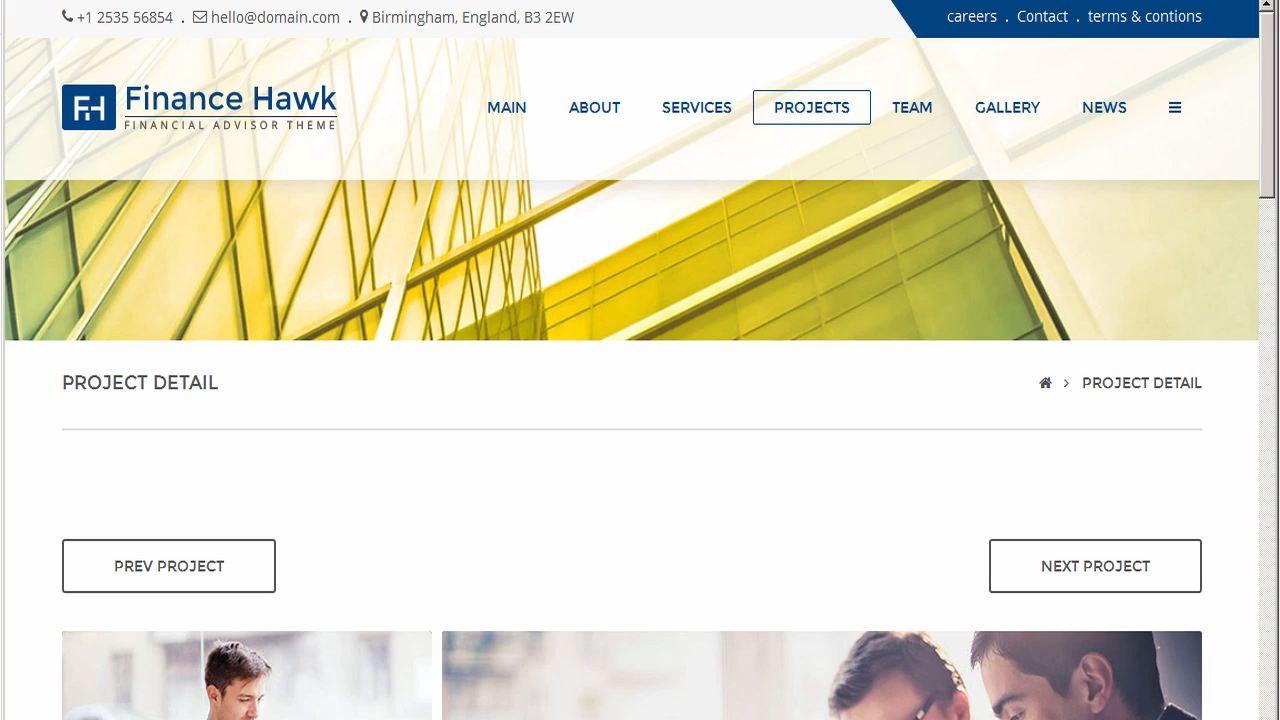 +1 2535 56854 . hello@domain.com . Birmingham, England, B3 2EW
careers . Contact . terms & contions
FH Finance Hawk
FINANCIAL ADVISOR THEME
MAIN ABOUT SERVICES PROJECTS TEAM GALLERY NEWS
PROJECT DETAIL
PROJECT DETAIL
PREV PROJECT
NEXT PROJECT